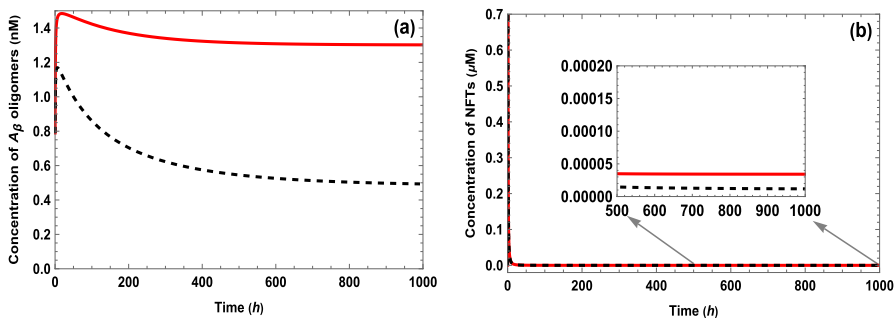 (a)
Concentration of Aβ oligomers (nM)
1.4
1.2
1.0
0.8
0.6
0.4
0.2
0.0
0 200 400 600 800 1000
Time (h)
(b)
Concentration of NFTs (μM)
0.7
0.6
0.5
0.4
0.3
0.2
0.1
0.0
0 200 400 600 800 1000
Time (h)
0.00020
0.00015
0.00010
0.00005
0.00000
500 600 700 800 900 1000